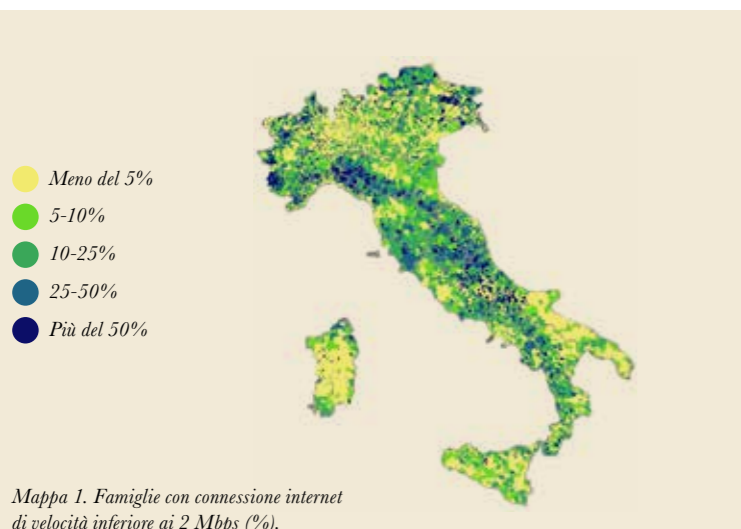 Meno del 5%
5-10%
10-25%
25-50%
Più del 50%
Mappa 1. Famiglie con connessione internet
di velocità inferiore ai 2 Mbps (%).